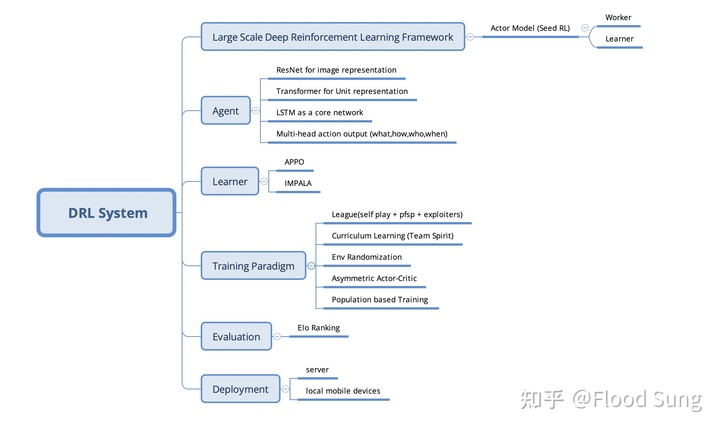 DRL System
Large Scale Deep Reinforcement Learning Framework
Actor Model (Seed RL)
Worker
Learner
Agent
ResNet for image representation
Transformer for Unit representation
LSTM as a core network
Multi-head action output (what,how,who,when)
Learner
APPO
IMPALA
Training Paradigm
League(self play + pfsp + exploiters)
Curriculum Learning (Team Spirit)
Env Randomization
Asymmetric Actor-Critic
Population based Training
Evaluation
Elo Ranking
Deployment
server
local mobile devices
知乎 @Flood Sung